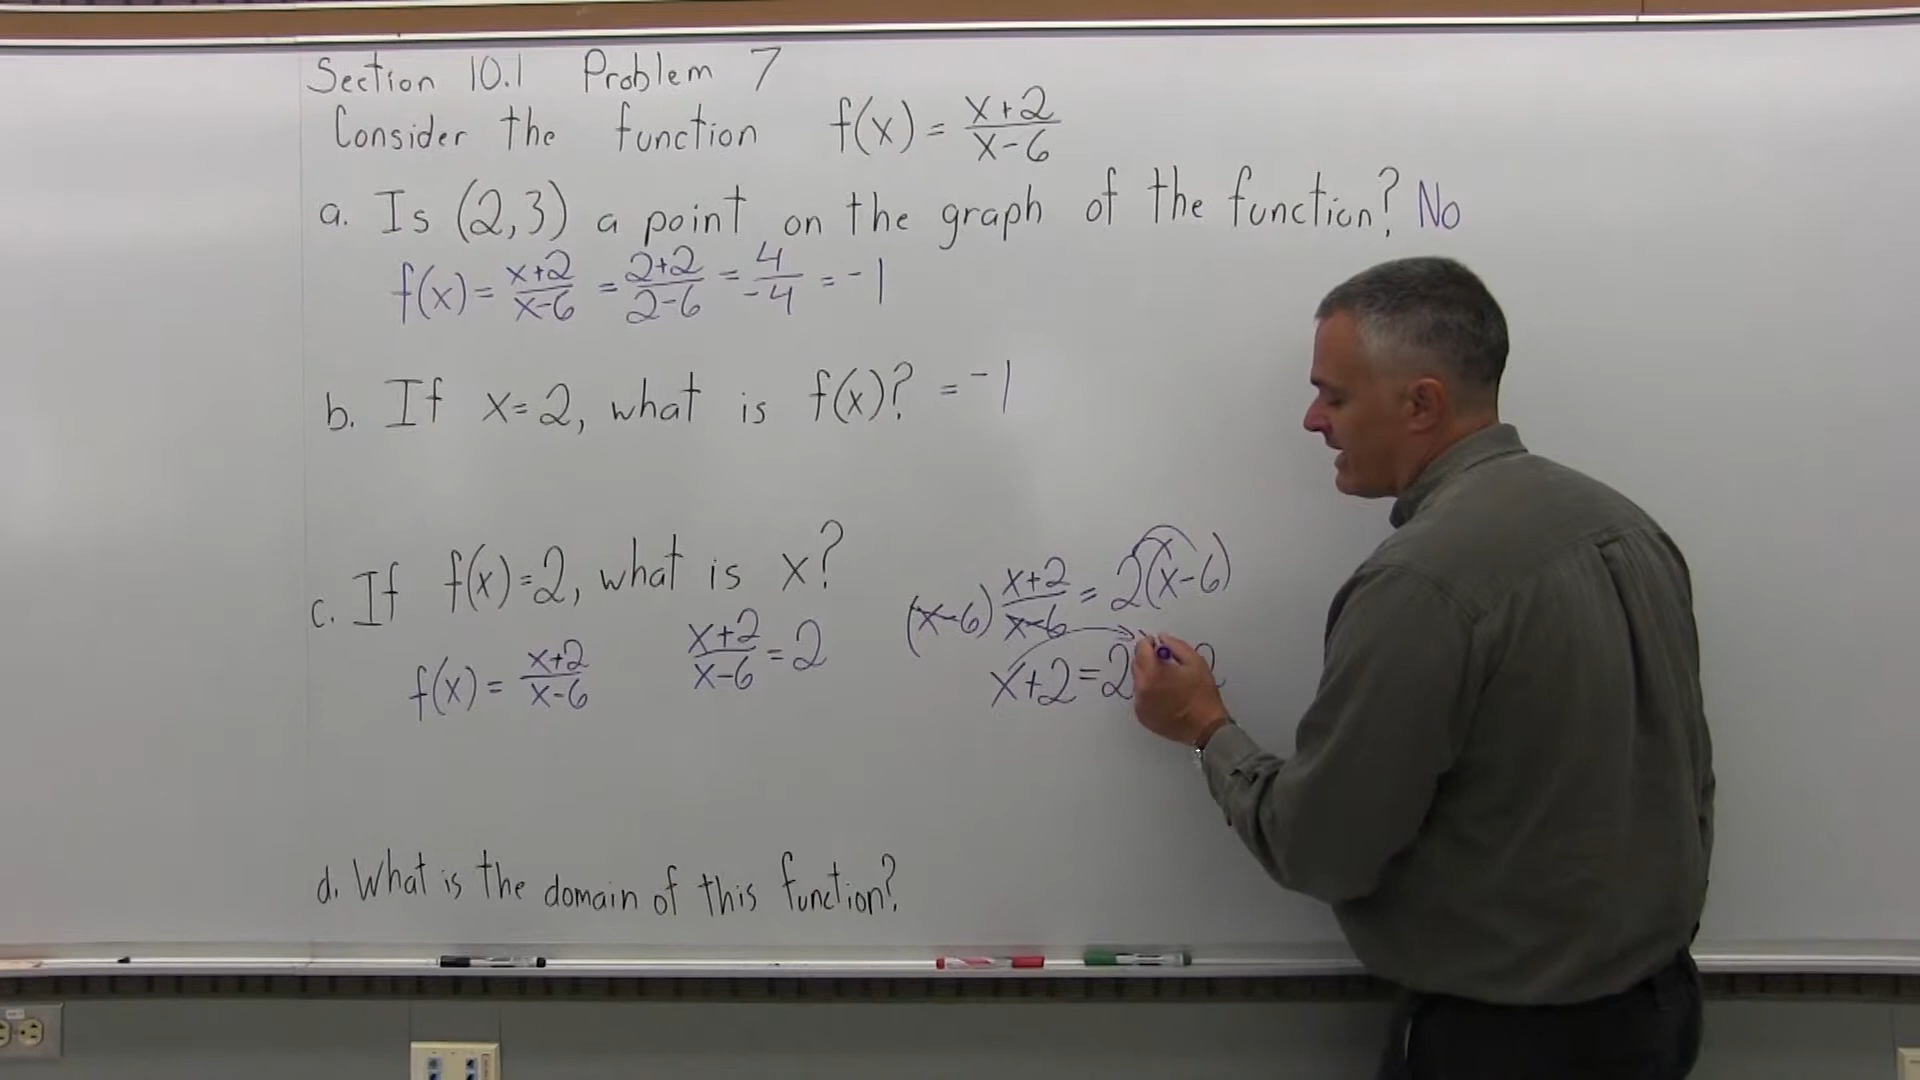 Section 10.1 Problem 7
Consider the function f(x) = (x+2)/(x-6)
a. Is (2,3) a point on the graph of the function? No
f(x) = (x+2)/(x-6) = (2+2)/(2-6) = 4/-4 = -1
b. If x=2, what is f(x)? = -1
c. If f(x)=2, what is x?
f(x) = (x+2)/(x-6)
(x+2)/(x-6) = 2
(x-6) (x+2)/(x-6) = 2(x-6)
x+2=2
d. What is the domain of this function?